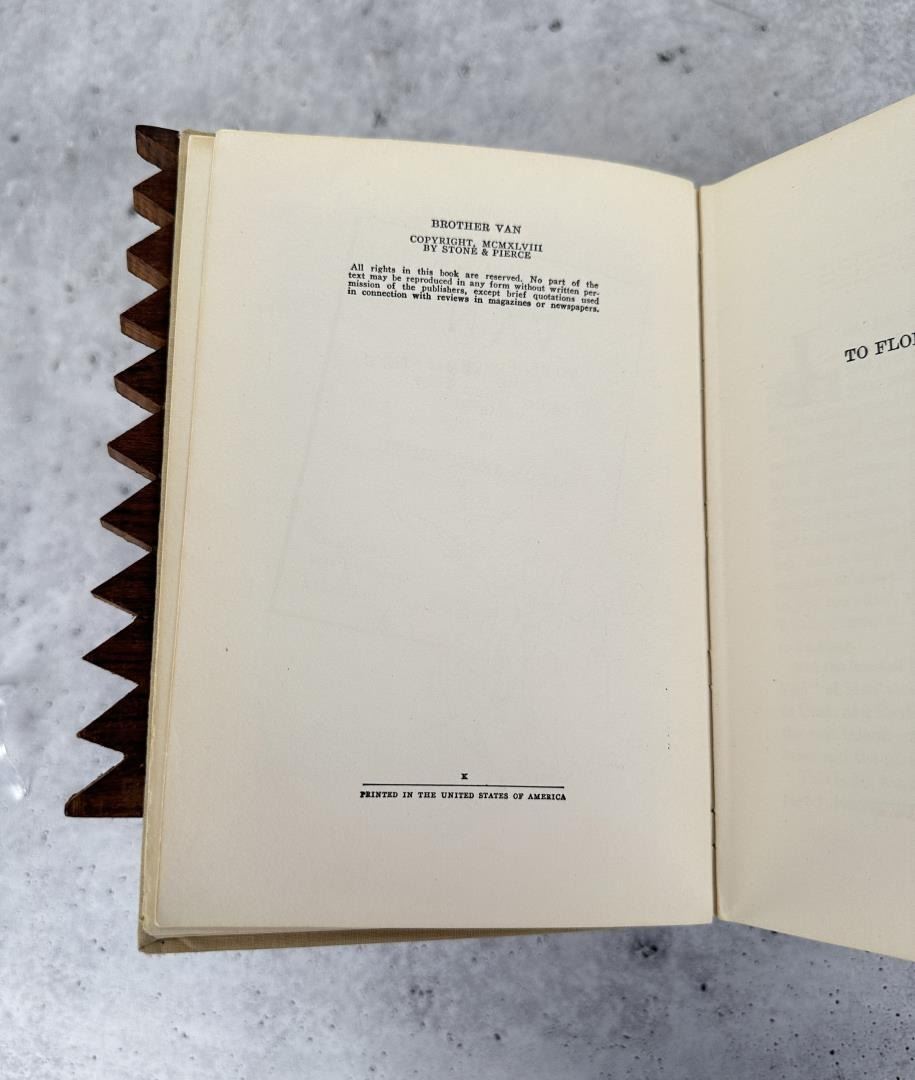 BROTHER VAN
COPYRIGHT, MCMXLVIII
BY STONE & PIERCE
All rights in this book are reserved. No part of the
text may be reproduced in any form without written per-
mission of the publishers, except brief quotations used
in connection with reviews in magazines or newspapers.
K
PRINTED IN THE UNITED STATES OF AMERICA
TO FLO